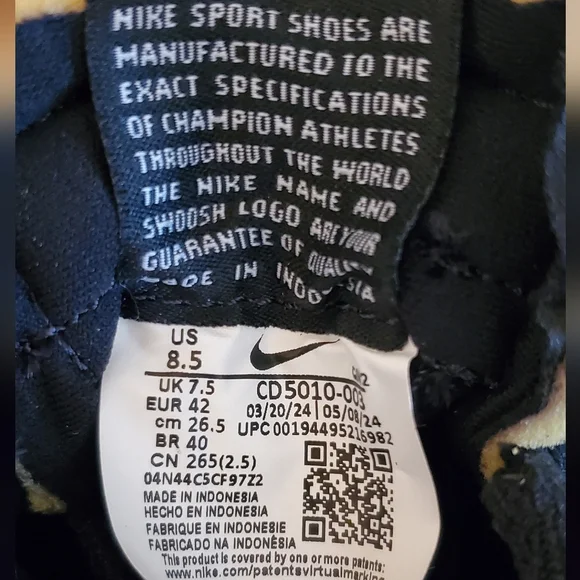 NIKE SPORT SHOES ARE
MANUFACTURED TO THE
EXACT SPECIFICATIONS
OF CHAMPION ATHLETES
THROUGHOUT THE WORLD
THE NIKE NAME AND
SWOOSH LOGO ARE YOUR
GUARANTEE OF QUALITY
IN
US
8.5
UK 7.5
EUR 42
cm 26.5
BR 40
CN 265(2.5)
CD5010-003
03/20/24 | 05/08/24
UPC 00194495216982
04N44C5CF97Z2
MADE IN INDONESIA
HECHO EN INDONESIA
FABRIQUE EN INDONESIE
FABRICADO NA INDONÉSIA
This product is covered by one or more patents:
www.nike.com/patentsvirtualmarking